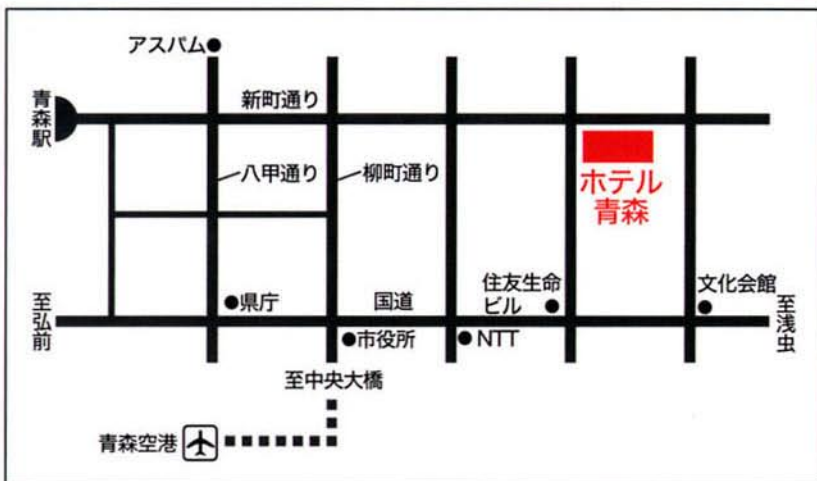 アスパム
青森駅
新町通り
八甲通り
柳町通り
ホテル
青森
県庁
国道
住友生命
ビル
文化会館
至弘前
至浅虫
市役所
NTT
至中央大橋
青森空港